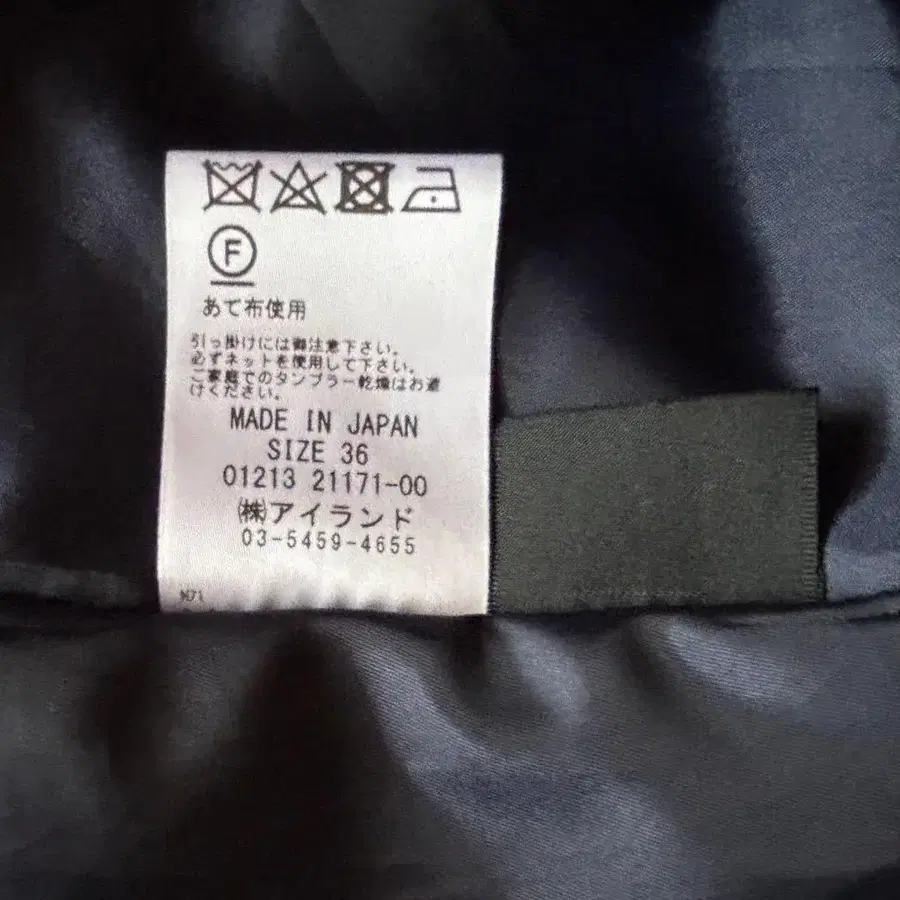 F
あて布使用
引っ掛けには御注意下さい。
必ずネットを使用して下さい。
ご家庭でのタンブラー乾燥はお避
けください。
MADE IN JAPAN
SIZE 36
01213 21171-00
㈱アイランド
03-5459-4655
N71